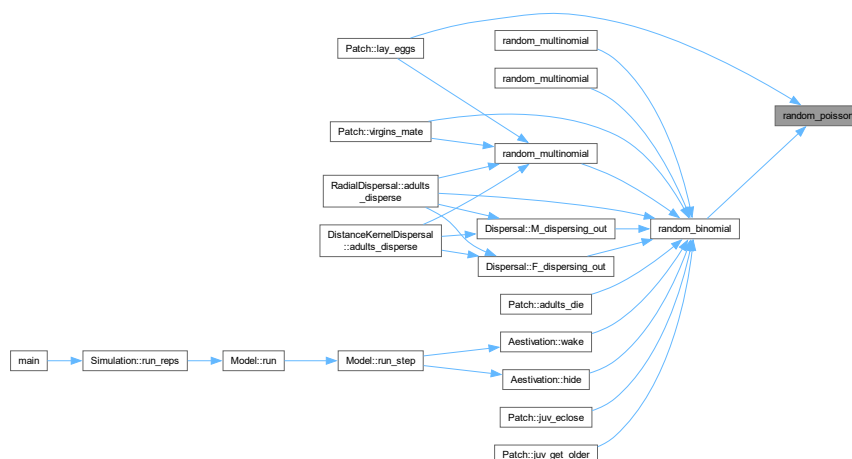 Patch::lay_eggs
random_multinomial
random_multinomial
random_poisson
Patch::virgins_mate
random_multinomial
RadialDispersal::adults
_disperse
DistanceKernelDispersal
::adults_disperse
Dispersal::M_dispersing_out
random_binomial
Dispersal::F_dispersing_out
Patch::adults_die
Aestivation::wake
main
Simulation::run_reps
Model::run
Model::run_step
Aestivation::hide
Patch::juv_eclose
Patch::juv_get_older